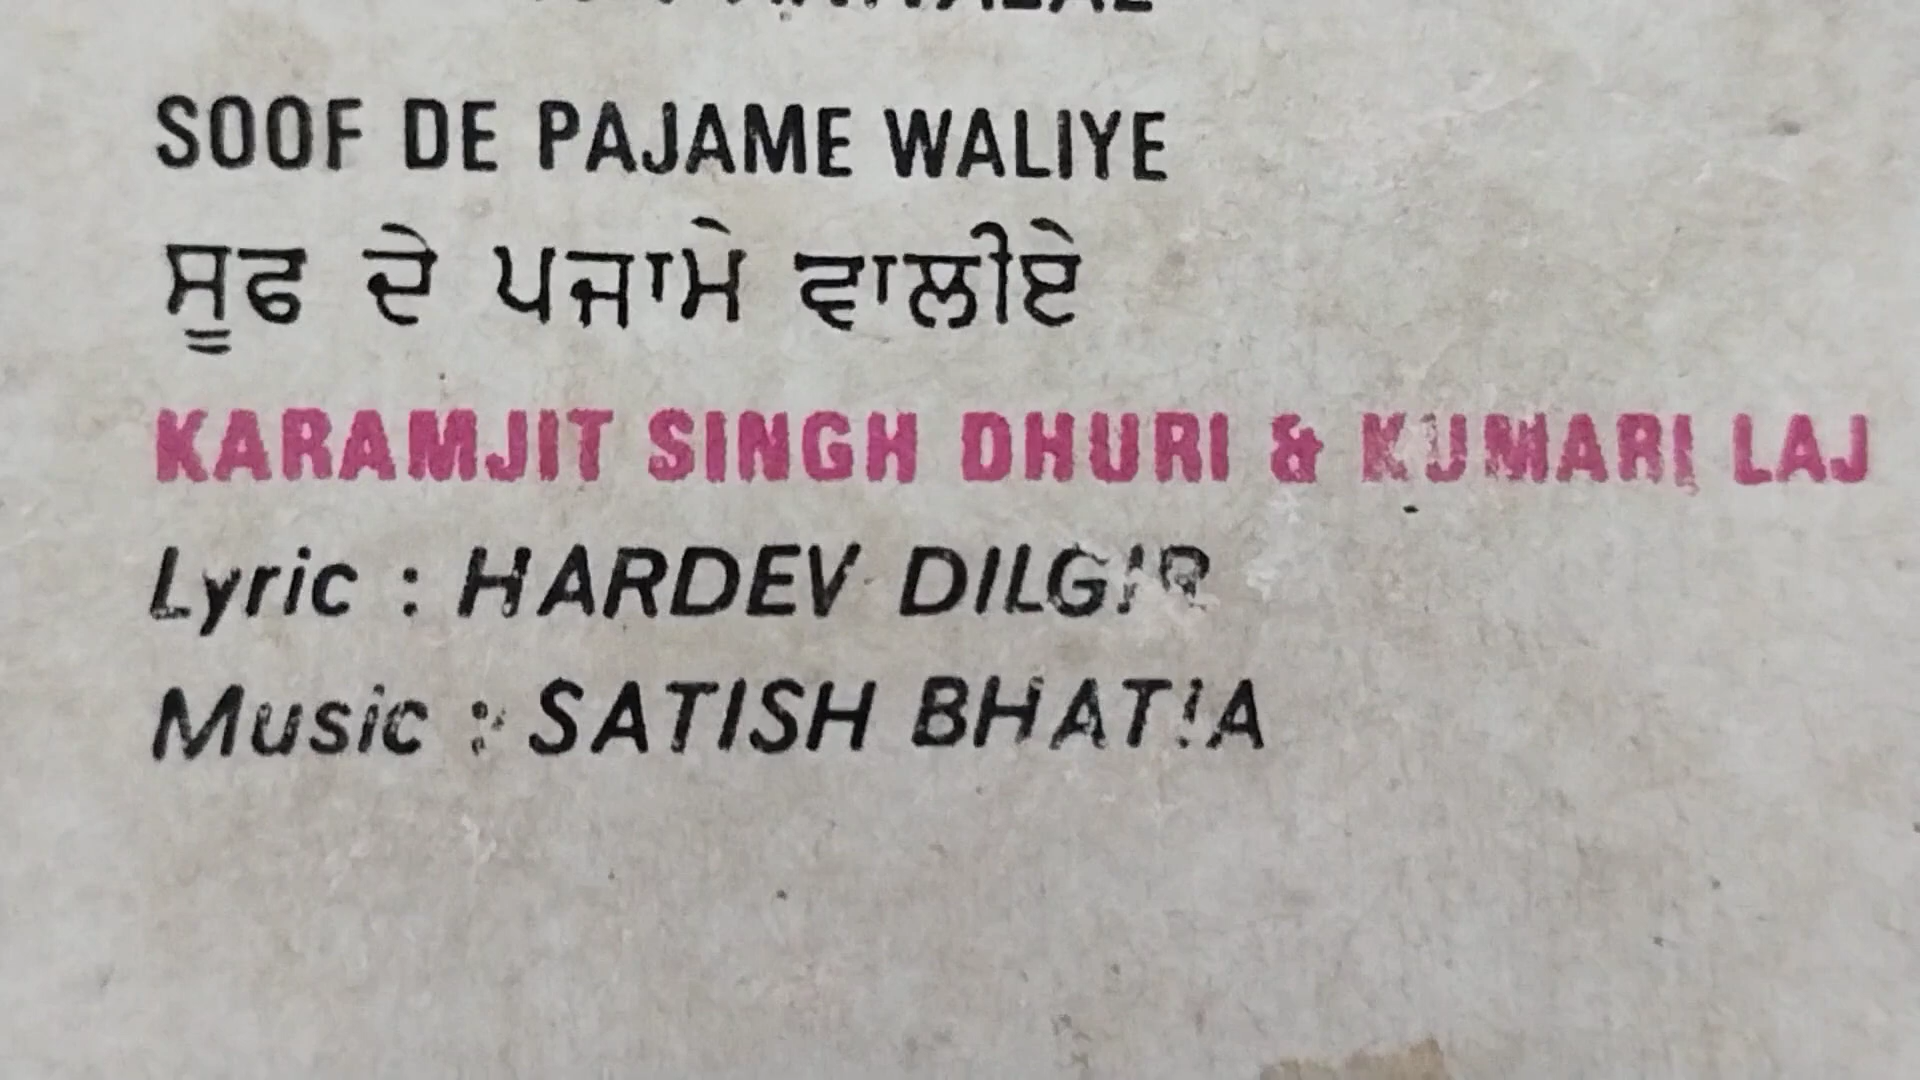 SOOF DE PAJAME WALIYE
ਸੂਫ ਦੇ ਪਜਾਮੇ ਵਾਲੀਏ
KARAMJIT SINGH DHURI & KUMARI LAJ
Lyric : HARDEV DILGIR
Music : SATISH BHATIA